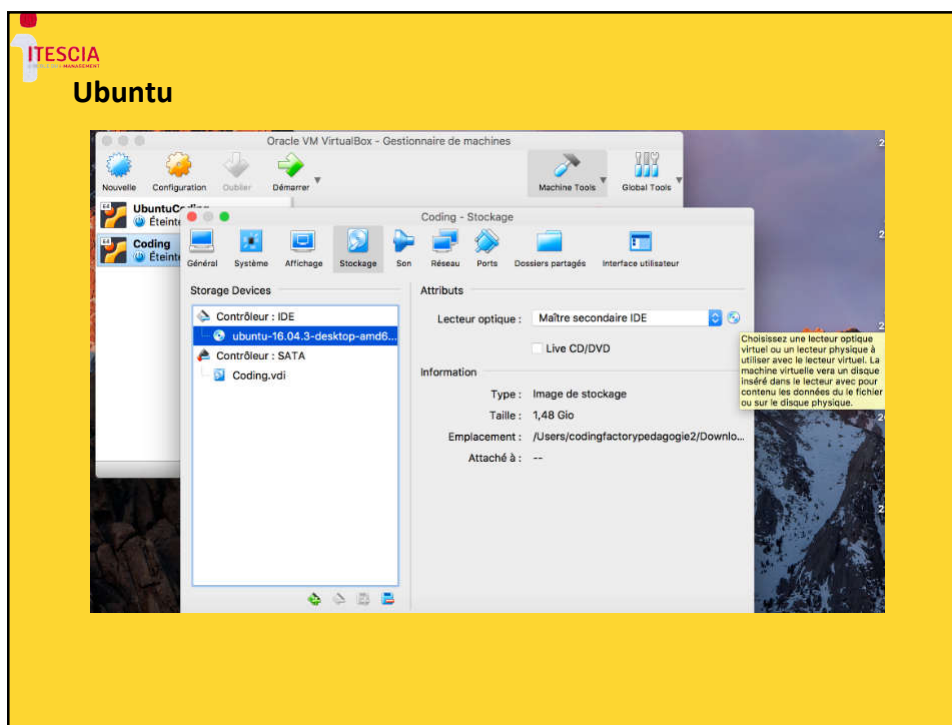 ITESCIA
MANAGEMENT
Ubuntu
Oracle VM VirtualBox - Gestionnaire de machines
Nouvelle Configuration Oublier Démarrer Machine Tools Global Tools
UbuntuCoding
Éteinte
Coding
Éteinte
Coding - Stockage
Général Système Affichage Stockage Son Réseau Ports Dossiers partagés Interface utilisateur
Storage Devices
Contrôleur : IDE
ubuntu-16.04.3-desktop-amd6...
Contrôleur : SATA
Coding.vdi
Attributs
Lecteur optique : Maître secondaire IDE
Live CD/DVD
Information
Type : Image de stockage
Taille : 1,48 Gio
Emplacement : /Users/codingfactorypedagogie2/Downlo...
Attaché à : --
Choisissez une lecteur optique
virtuel ou un lecteur physique à
utiliser avec le lecteur virtuel. La
machine virtuelle vera un disque
inséré dans le lecteur avec pour
contenu les données du le fichier
ou sur le disque physique.